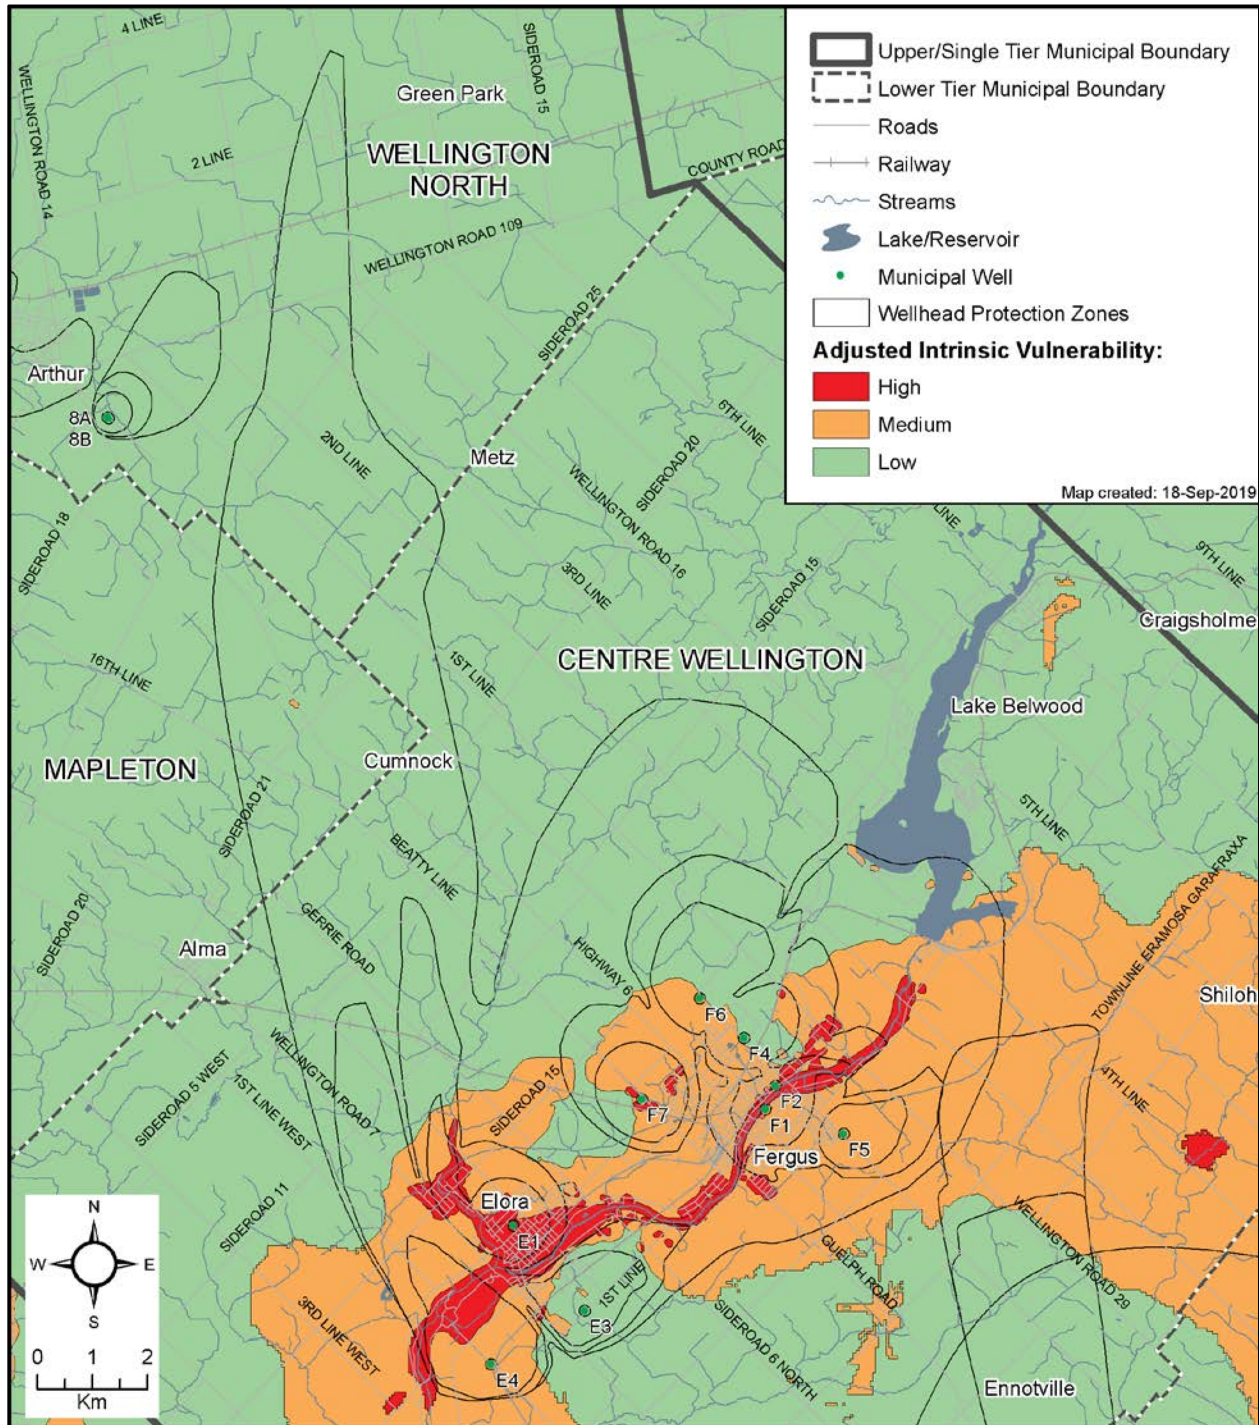 4 LINE
SIDEROAD 15
WELLINGTON ROAD 14
Green Park
2 LINE
WELLINGTON
NORTH
COUNTY ROAD
WELLINGTON ROAD 109
SIDEROAD 25
Upper/Single Tier Municipal Boundary
Lower Tier Municipal Boundary
Roads
Railway
Streams
Lake/Reservoir
Municipal Well
Wellhead Protection Zones
Adjusted Intrinsic Vulnerability:
High
Medium
Low
Map created: 18-Sep-2019
Arthur
8A
8B
2ND LINE
Metz
6TH LINE
SIDEROAD 20
WELLINGTON ROAD 16
SIDEROAD 18
3RD LINE
SIDEROAD 15
LINE
9TH LINE
Craigsholme
16TH LINE
1ST LINE
CENTRE WELLINGTON
Lake Belwood
MAPLETON
Cumnock
SIDEROAD 21
5TH LINE
BEATTY LINE
SIDEROAD 20
GERRIE ROAD
Alma
HIGHWAY 6
TOWNLINE ERAMOSA GARAFRAXA
Shiloh
F6
F4
SIDEROAD 5 WEST
1ST LINE WEST
WELLINGTON ROAD 7
SIDEROAD 15
F7
F2
F1
F5
4TH LINE
Fergus
SIDEROAD 11
Elora
E1
GUELPH ROAD
WELLINGTON ROAD 29
1ST LINE
E3
3RD LINE WEST
E4
SIDEROAD 6 NORTH
Ennotville
N
W
E
S
0 1 2
Km